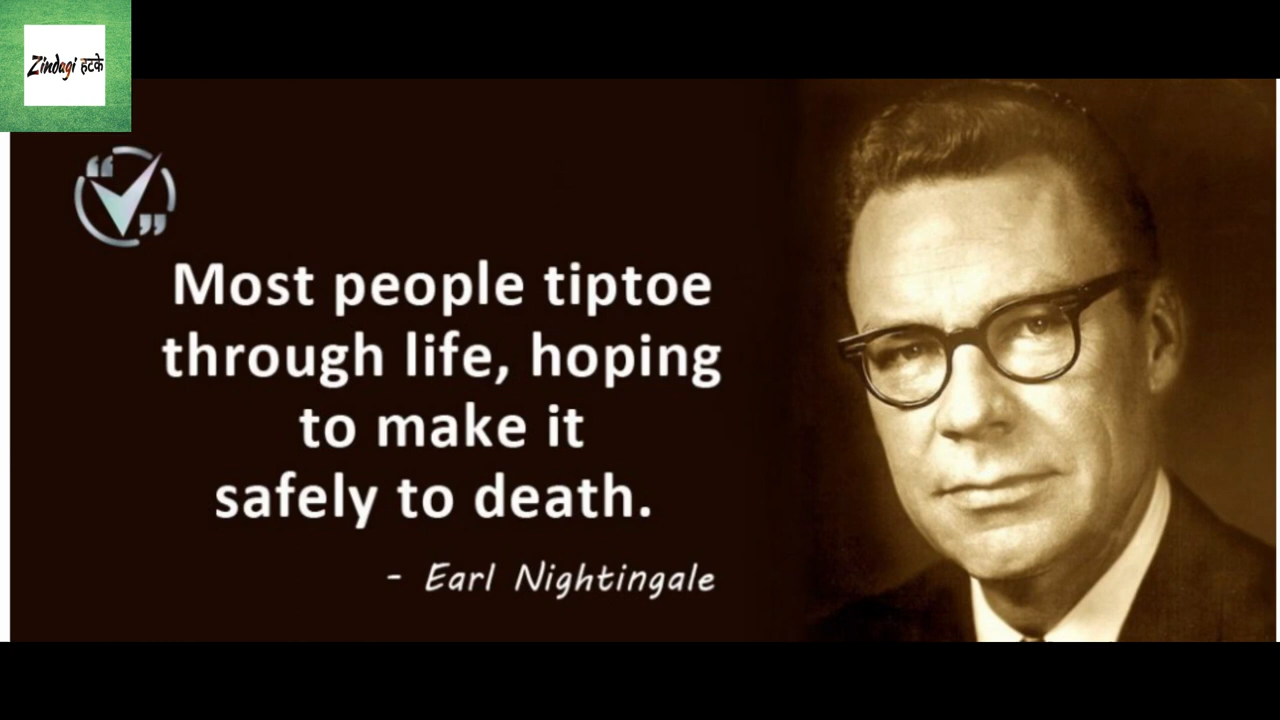 Zindagi हटके
Most people tiptoe
through life, hoping
to make it
safely to death.
- Earl Nightingale